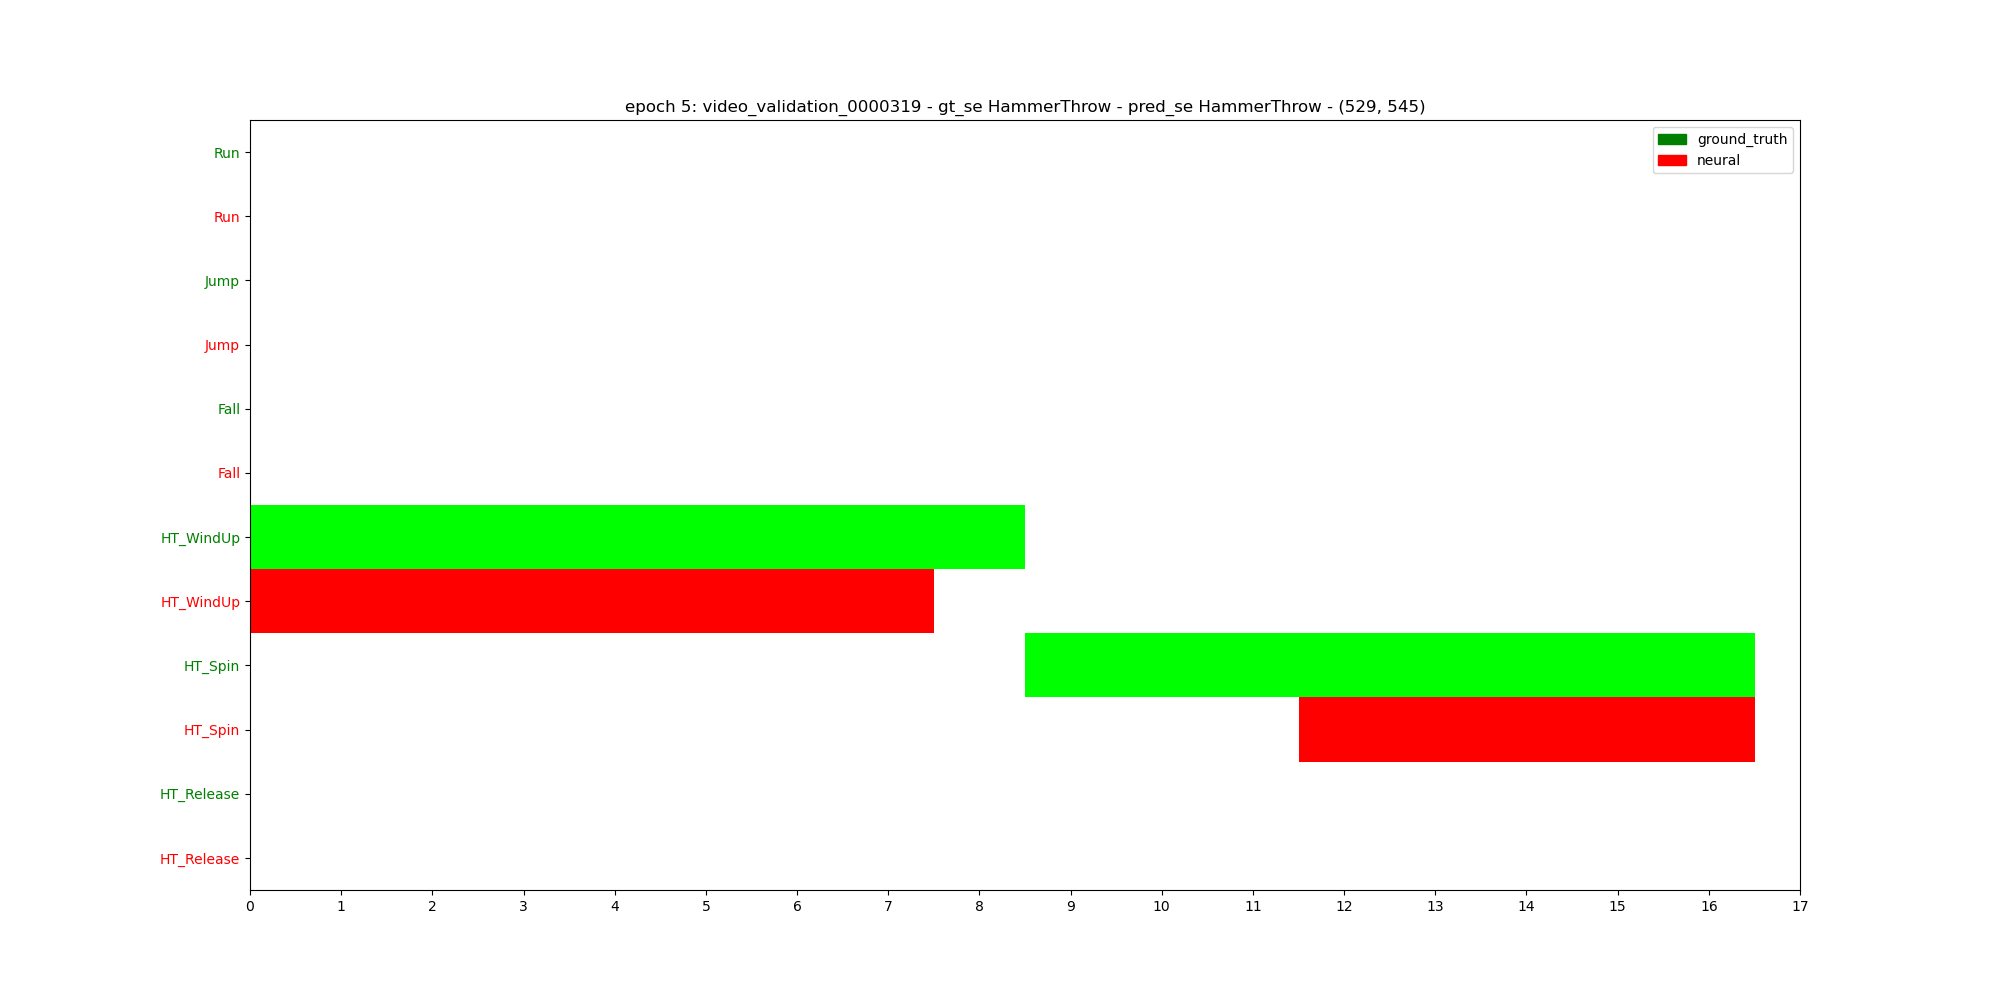 epoch 5: video_validation_0000319 - gt_se HammerThrow - pred_se HammerThrow - (529, 545)
ground_truth
neural
Run
Run
Jump
Jump
Fall
Fall
HT_WindUp
HT_WindUp
HT_Spin
HT_Spin
HT_Release
HT_Release
0 1 2 3 4 5 6 7 8 9 10 11 12 13 14 15 16 17